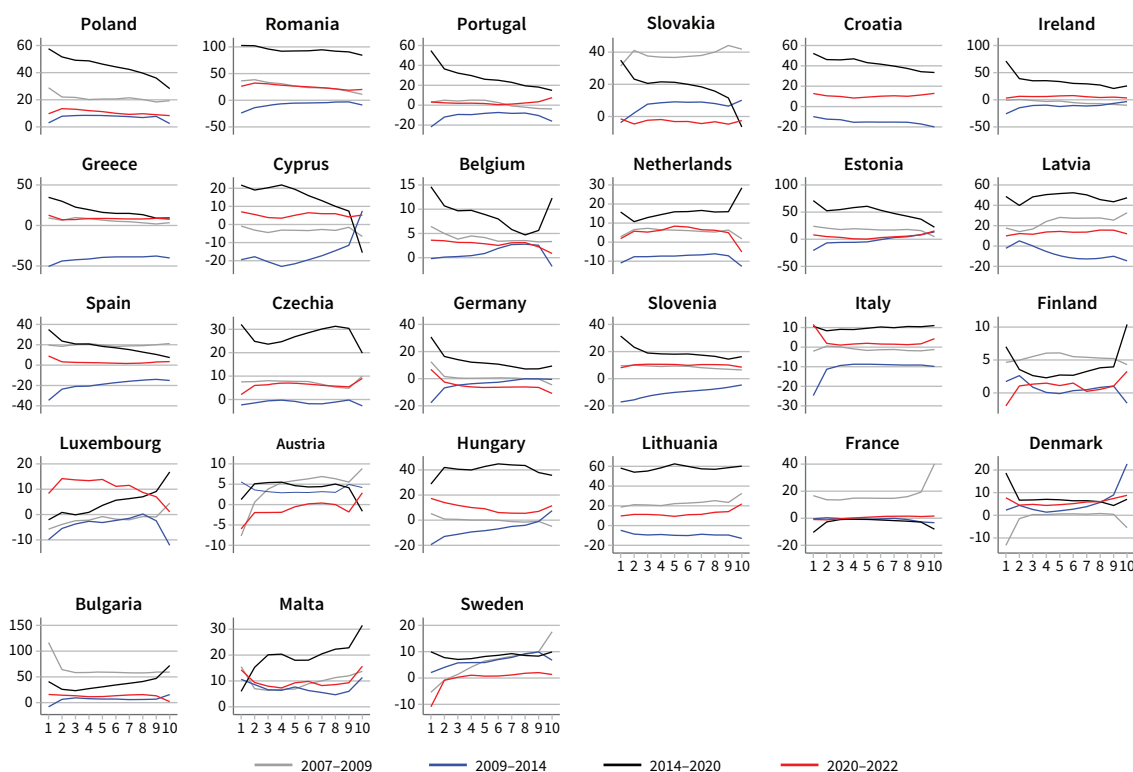 Poland Romania Portugal Slovakia Croatia Ireland
60 40 20 0
100 50 0 -50
60 40 20 0 -20
40 20 0
60 40 20 0 -20
100 50 0 -50
Greece Cyprus Belgium Netherlands Estonia Latvia
50 0 -50
20 10 0 -10 -20
15 10 5 0
30 20 10 0 -10
100 50 0 -50
60 40 20 0 -20
Spain Czechia Germany Slovenia Italy Finland
40 20 0 -20 -40
30 20 10 0
40 20 0 -20
40 20 0 -20
10 0 -10 -20 -30
10 5 0
Luxembourg Austria Hungary Lithuania France Denmark
20 10 0 -10
10 5 0 -5 -10
40 20 0 -20
60 40 20 0 -20
40 20 0 -20
20 10 0 -10
1 2 3 4 5 6 7 8 9 10 1 2 3 4 5 6 7 8 9 10 1 2 3 4 5 6 7 8 9 10
Bulgaria Malta Sweden
150 100 50 0
30 20 10 0
20 10 0 -10
1 2 3 4 5 6 7 8 9 10 1 2 3 4 5 6 7 8 9 10 1 2 3 4 5 6 7 8 9 10
2007–2009 2009–2014 2014–2020 2020–2022